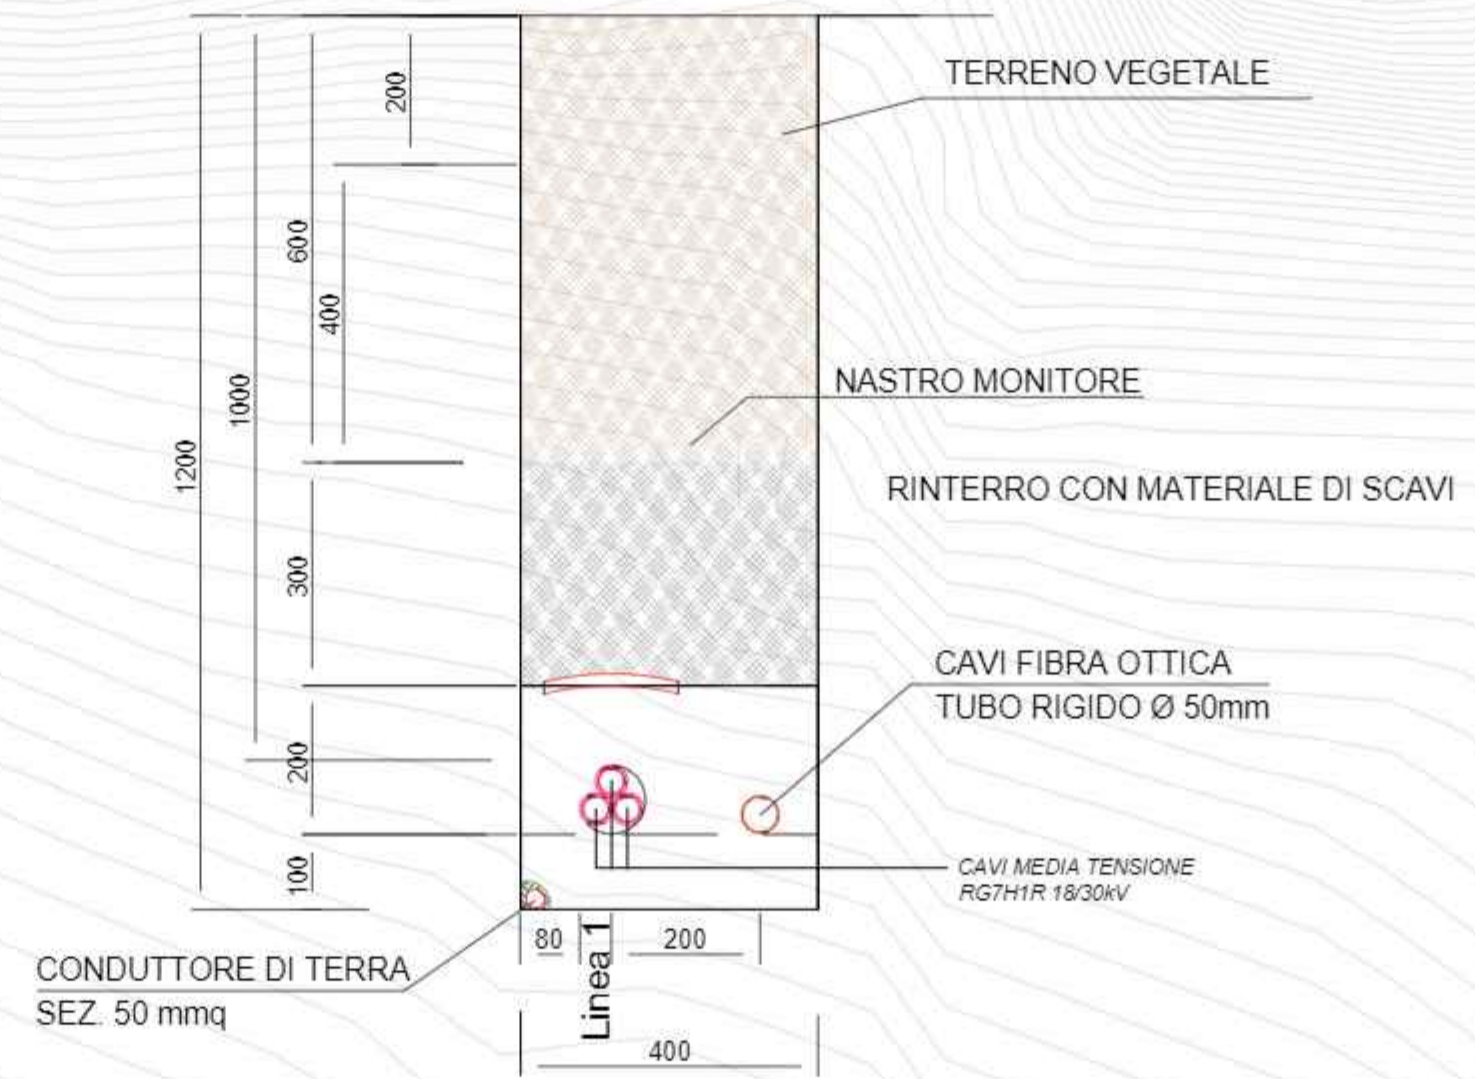 200
TERRENO VEGETALE
600
400
NASTRO MONITORE
1000
1200
RINTERRO CON MATERIALE DI SCAVI
300
CAVI FIBRA OTTICA
TUBO RIGIDO Ø 50mm
200
100
CAVI MEDIA TENSIONE
RG7H1R 18/30kV
80
Linea 1
200
CONDUTTORE DI TERRA
SEZ. 50 mmq
400